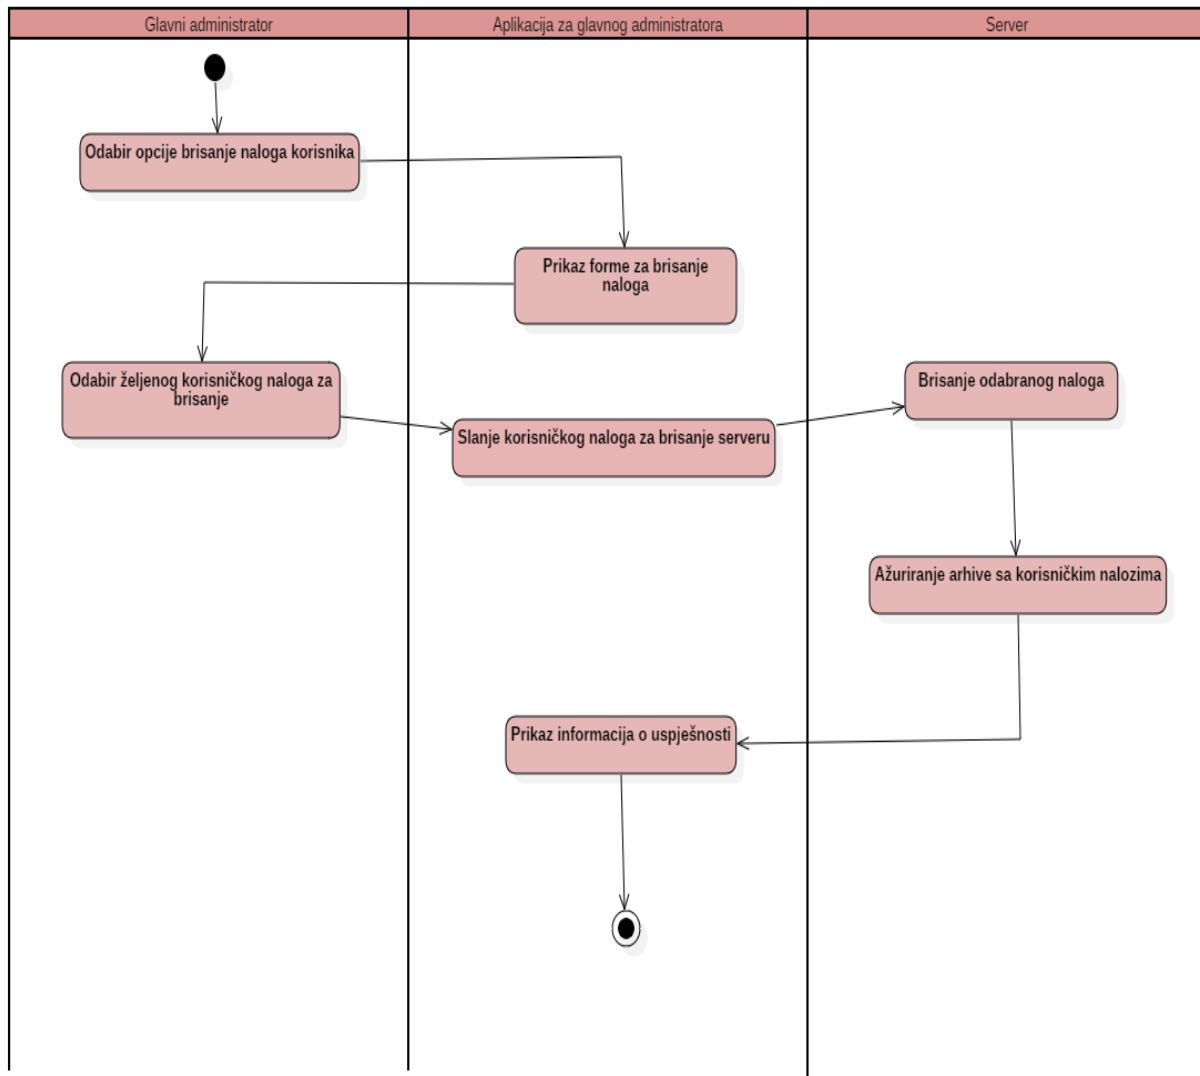 Glavni administrator
Aplikacija za glavnog administratora
Server
Odabir opcije brisanje naloga korisnika
Prikaz forme za brisanje
naloga
Odabir željenog korisničkog naloga za
brisanje
Slanje korisničkog naloga za brisanje serveru
Brisanje odabranog naloga
Ažuriranje arhive sa korisničkim nalozima
Prikaz informacija o uspješnosti